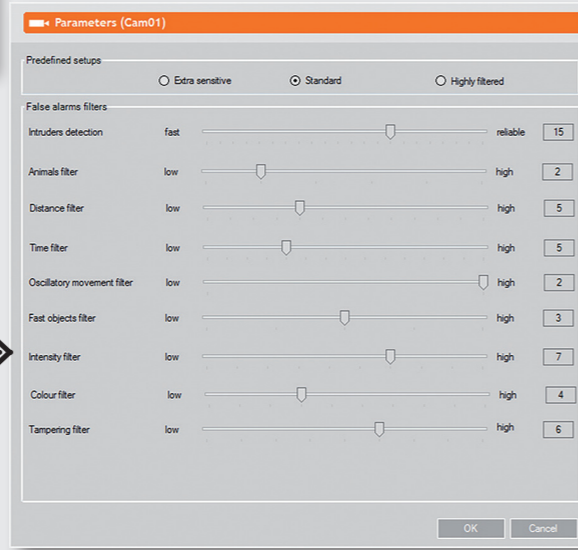 Parameters (Cam01)
Predefined setups
Extra sensitive Standard Highly filtered
False alarms filters
Intruders detection fast reliable 15
Animals filter low high 2
Distance filter low high 5
Time filter low high 5
Oscillatory movement filter low high 2
Fast objects filter low high 3
Intensity filter low high 7
Colour filter low high 4
Tampering filter low high 6
OK Cancel